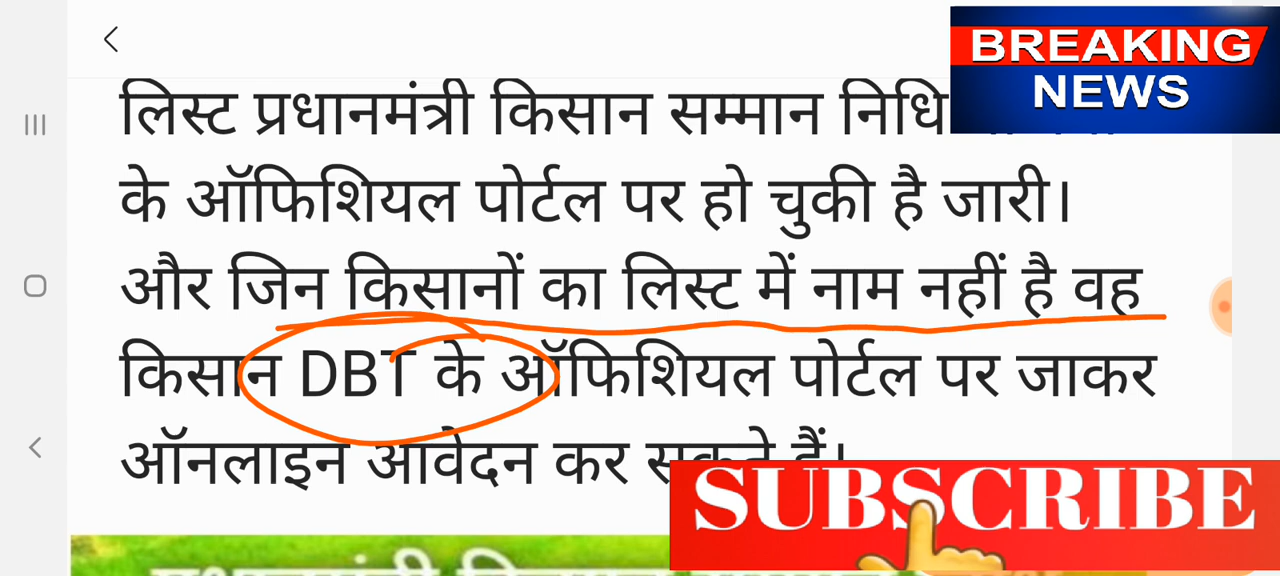 BREAKING
NEWS
लिस्ट प्रधानमंत्री किसान सम्मान निधि
के ऑफिशियल पोर्टल पर हो चुकी है जारी।
और जिन किसानों का लिस्ट में नाम नहीं है वह
किसान DBT के ऑफिशियल पोर्टल पर जाकर
ऑनलाइन आवेदन कर सकते हैं।
SUBSCRIBE